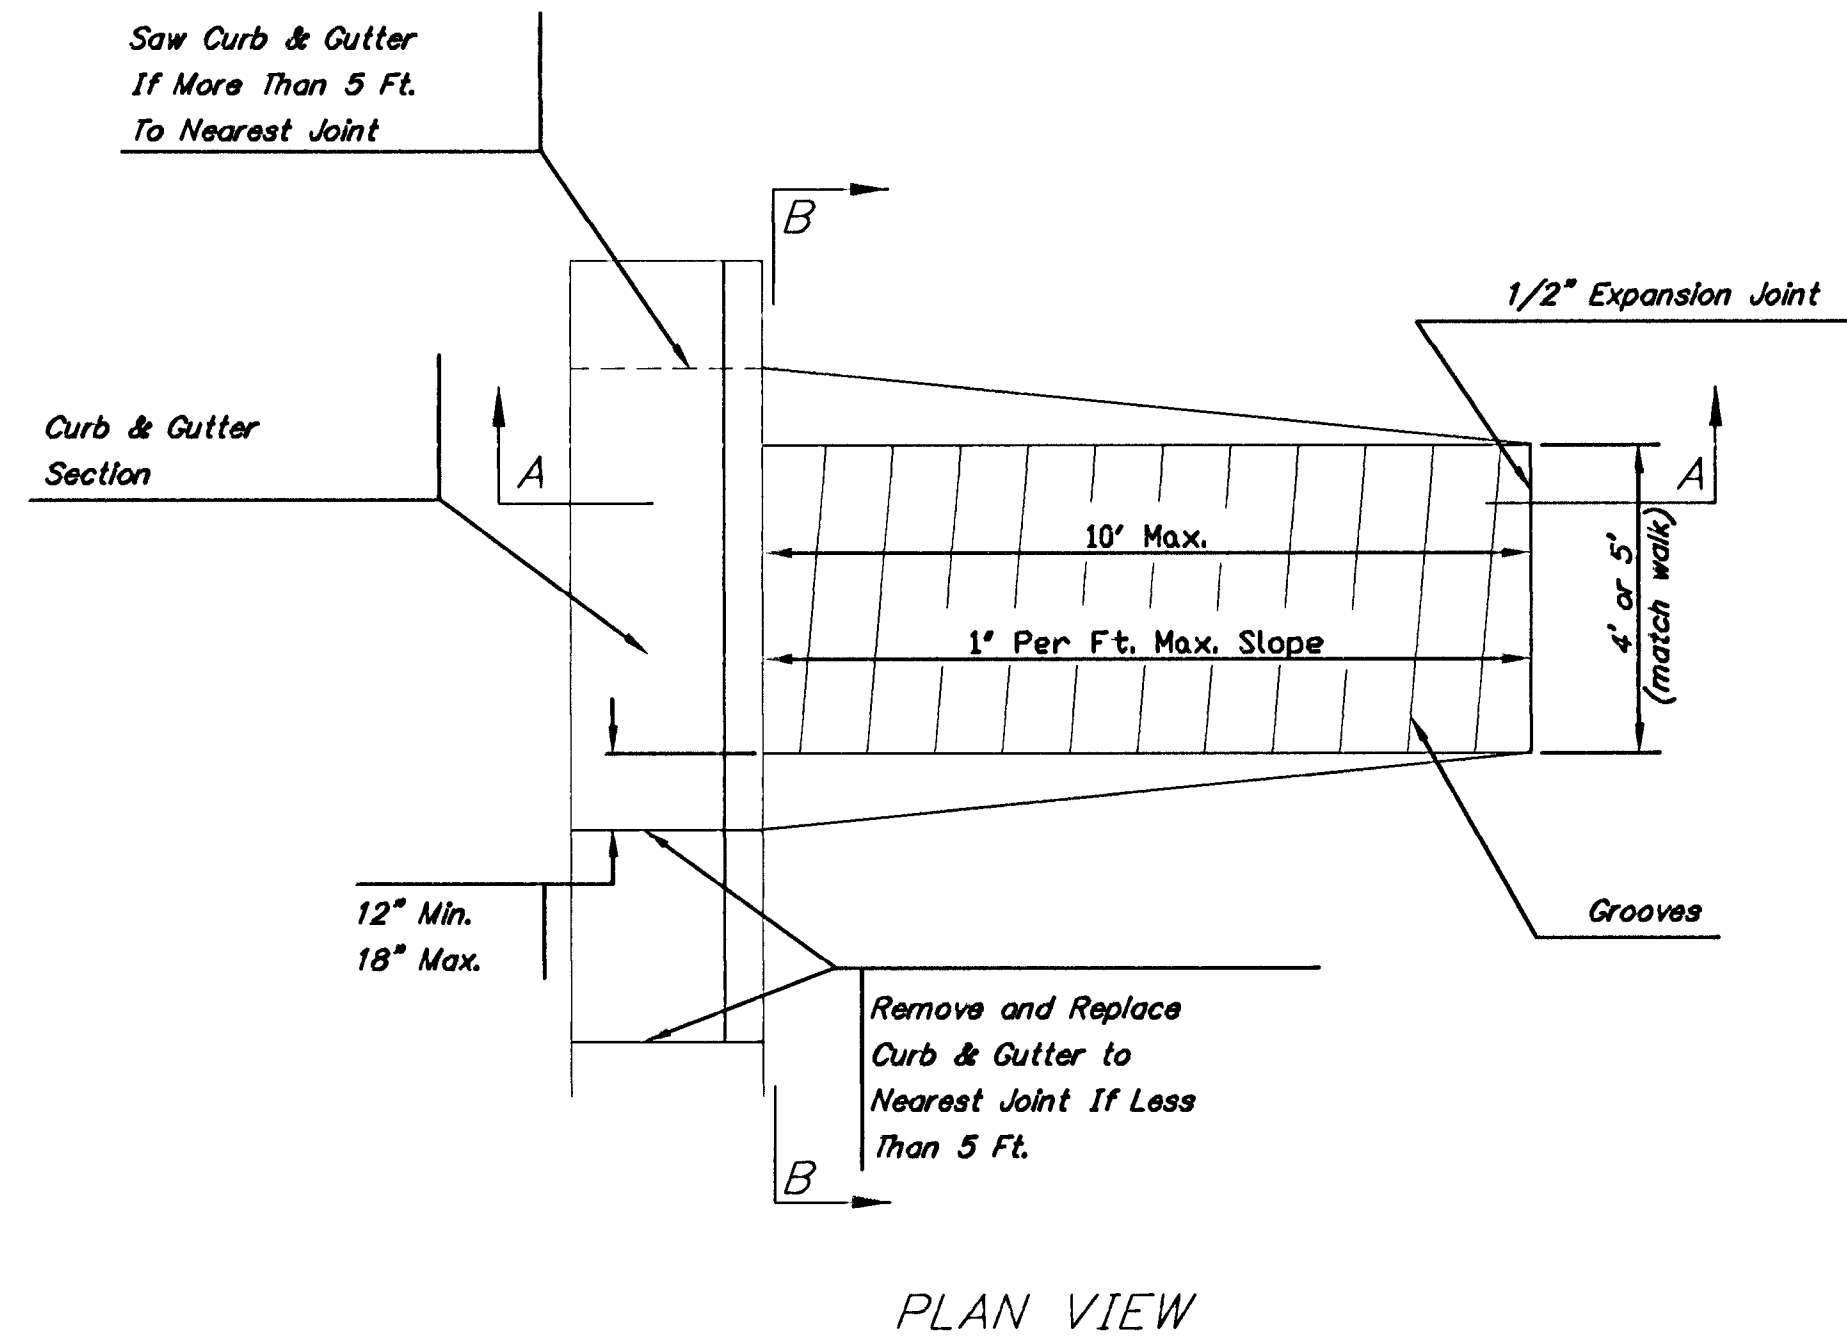 Saw Curb & Gutter
If More Than 5 Ft.
To Nearest Joint
B
1/2" Expansion Joint
Curb & Gutter
Section
A
A
10' Max.
4' or 5'
(match walk)
1" Per Ft. Max. Slope
12" Min.
18" Max.
Grooves
Remove and Replace
Curb & Gutter to
Nearest Joint If Less
Than 5 Ft.
B
PLAN VIEW